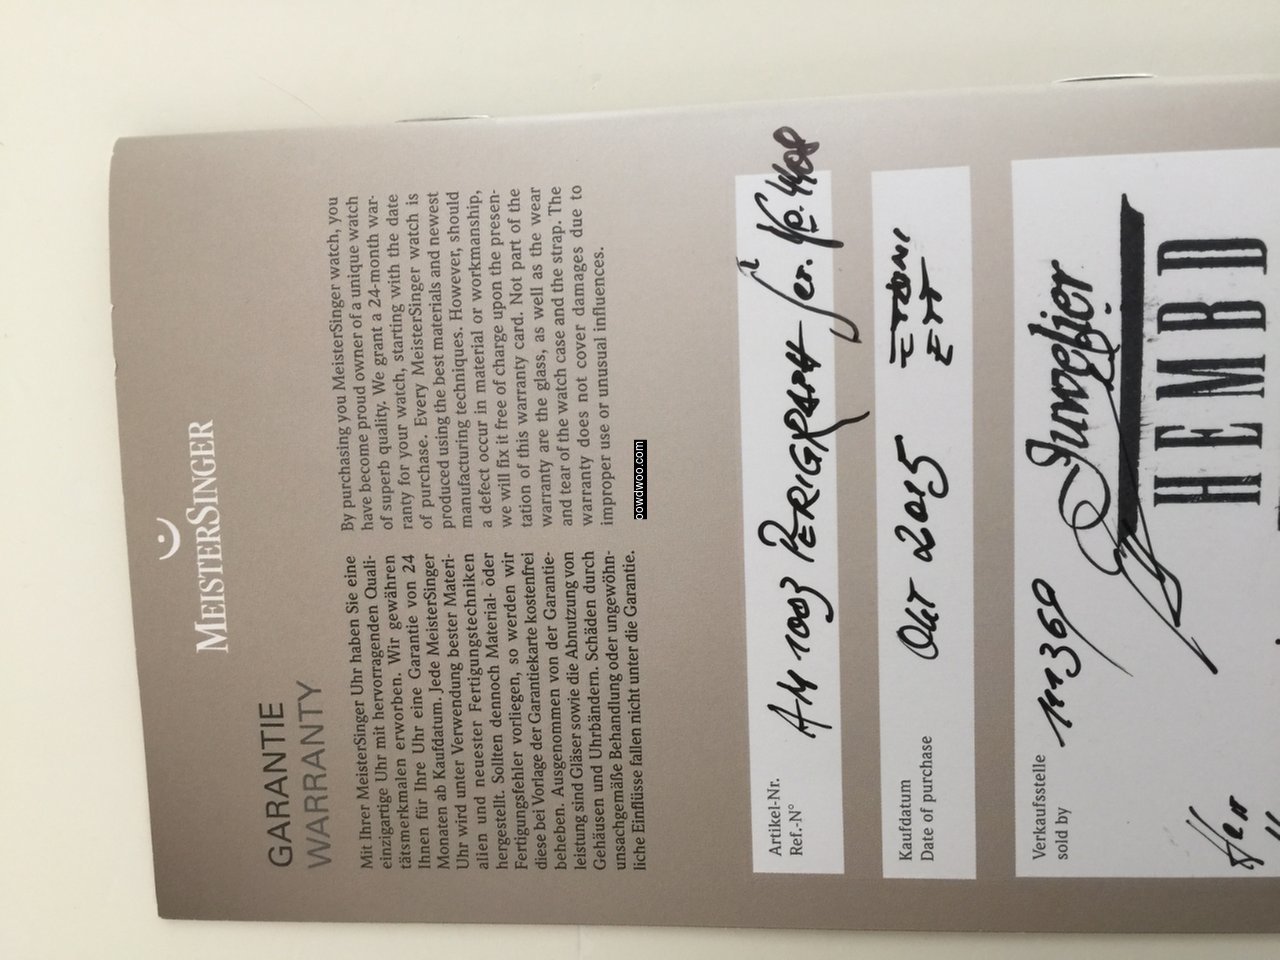 MEISTERSINGER
GARANTIE
WARRANTY
Mit Ihrer MeisterSinger Uhr haben Sie eine
einzigartige Uhr mit hervorragenden Quali-
tätsmerkmalen erworben. Wir gewähren
Ihnen für Ihre Uhr eine Garantie von 24
Monaten ab Kaufdatum. Jede MeisterSinger
Uhr wird unter Verwendung bester Materi-
alien und neuester Fertigungstechniken
hergestellt. Sollten dennoch Material- oder
Fertigungsfehler vorliegen, so werden wir
diese bei Vorlage der Garantiekarte kostenfrei
beheben. Ausgenommen von der Garantie-
leistung sind Gläser sowie die Abnutzung von
Gehäusen und Uhrbändern. Schäden durch
unsachgemäße Behandlung oder ungewöhn-
liche Einflüsse fallen nicht unter die Garantie.
By purchasing you MeisterSinger watch, you
have become proud owner of a unique watch
of superb quality. We grant a 24-month war-
ranty for your watch, starting with the date
of purchase. Every MeisterSinger watch is
produced using the best materials and newest
manufacturing techniques. However, should
a defect occur in material or workmanship,
we will fix it free of charge upon the presen-
tation of this warranty card. Not part of the
warranty are the glass, as well as the wear
and tear of the watch case and the strap. The
warranty does not cover damages due to
improper use or unusual influences.
powdwoo.com
Artikel-Nr.
Ref.-N°
AM 1003 PERIGRAPH Ser. No. 4408
Kaufdatum
Date of purchase
Okt 2015
Verkaufsstelle
sold by
111360
Juwelier
HEMBD